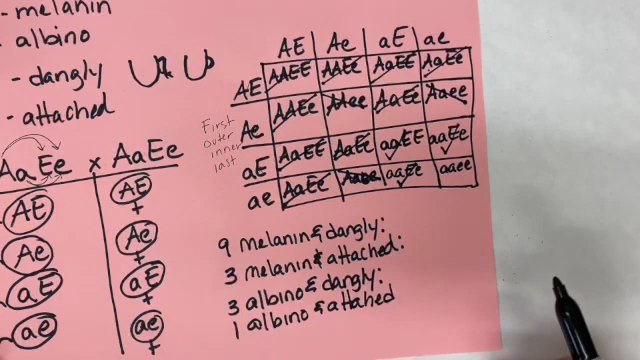 - melanin
- albino
- dangly
- attached
First
outer
inner
last
AE Ae aE ae
AE AAEE AAEe AaEE AaEe
Ae AAEe AAee AaEe Aaee
aE AaEE AaEe aaEE aaEe
ae AaEe Aaee aaEe aaee
AaEe x AaEe
AE AE
Ae Ae
aE aE
ae ae
9 melanin & dangly:
3 melanin & attached:
3 albino & dangly:
1 albino & attahed